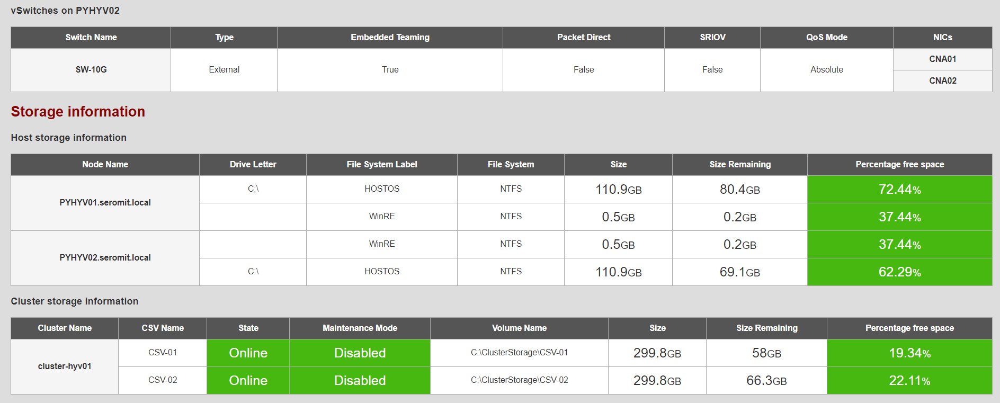 vSwitches on PYHYV02
Switch Name Type Embedded Teaming Packet Direct SRIOV QoS Mode NICs
SW-10G External True False False Absolute CNA01
CNA02
Storage information
Host storage information
Node Name Drive Letter File System Label File System Size Size Remaining Percentage free space
PYHYV01.seromit.local C:\ HOSTOS NTFS 110.9GB 80.4GB 72.44%
WinRE NTFS 0.5GB 0.2GB 37.44%
PYHYV02.seromit.local WinRE NTFS 0.5GB 0.2GB 37.44%
C:\ HOSTOS NTFS 110.9GB 69.1GB 62.29%
Cluster storage information
Cluster Name CSV Name State Maintenance Mode Volume Name Size Size Remaining Percentage free space
cluster-hyv01 CSV-01 Online Disabled C:\ClusterStorage\CSV-01 299.8GB 58GB 19.34%
CSV-02 Online Disabled C:\ClusterStorage\CSV-02 299.8GB 66.3GB 22.11%